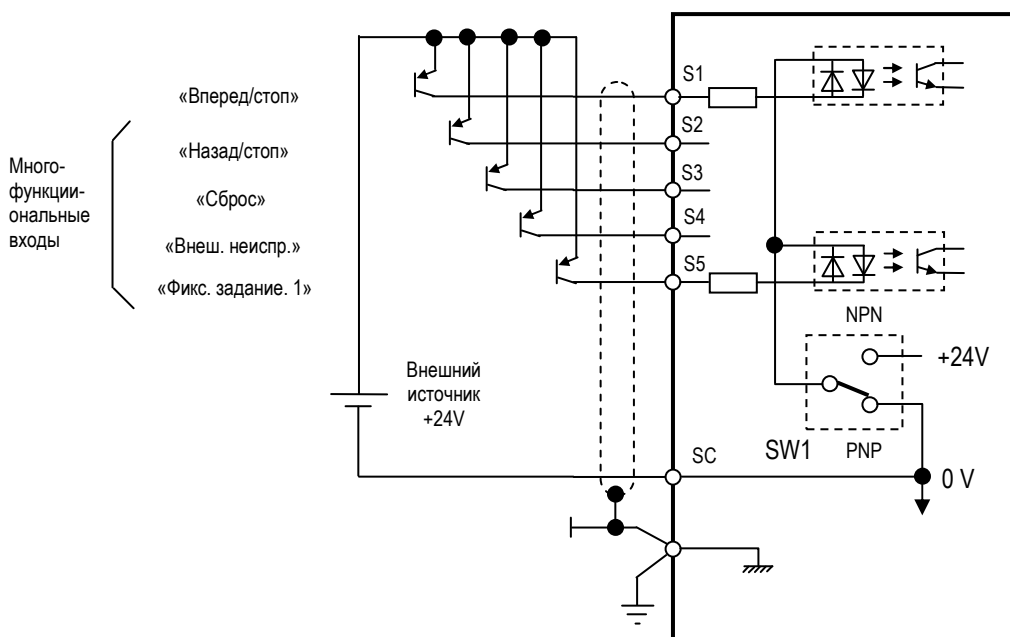 «Вперед/стоп»
Много-
функци-
ональные
входы
«Назад/стоп»
«Сброс»
«Внеш. неиспр.»
«Фикс. задание. 1»
Внешний
источник
+24V
S1
S2
S3
S4
S5
SC
NPN
+24V
SW1
PNP
0 V